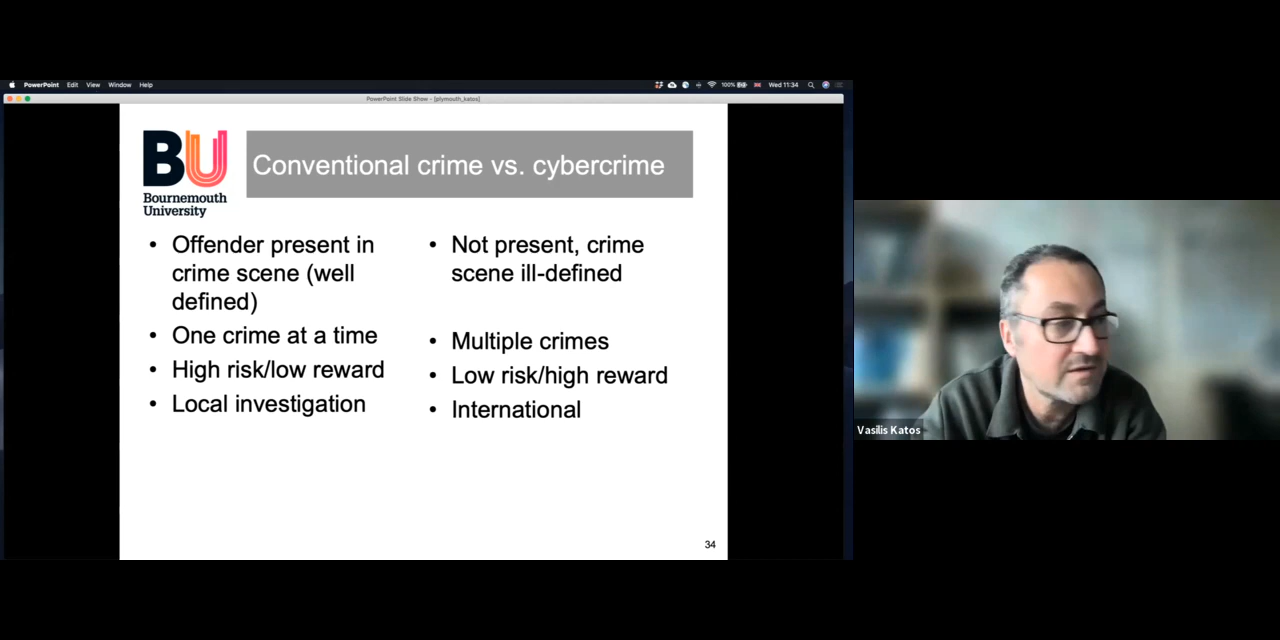 PowerPoint Edit View Window Help
100% Wed 11:34
PowerPoint Slide Show - [plymouth_katos]
BU
Bournemouth
University
Conventional crime vs. cybercrime
• Offender present in
crime scene (well
defined)
• One crime at a time
• High risk/low reward
• Local investigation
• Not present, crime
scene ill-defined
• Multiple crimes
• Low risk/high reward
• International
34
Vasilis Katos